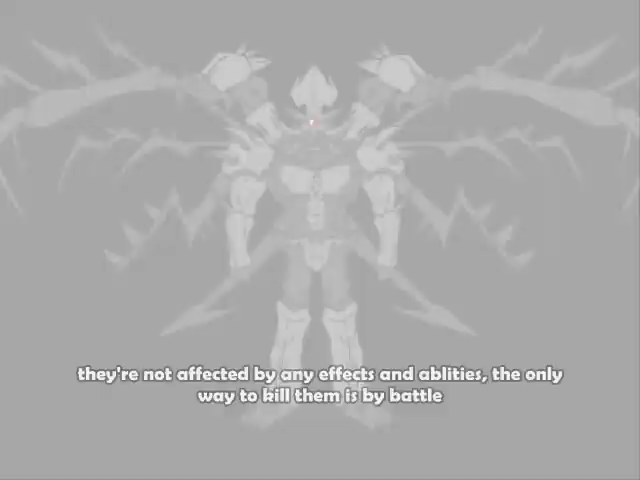 they're not affected by any effects and ablities, the only
way to kill them is by battle